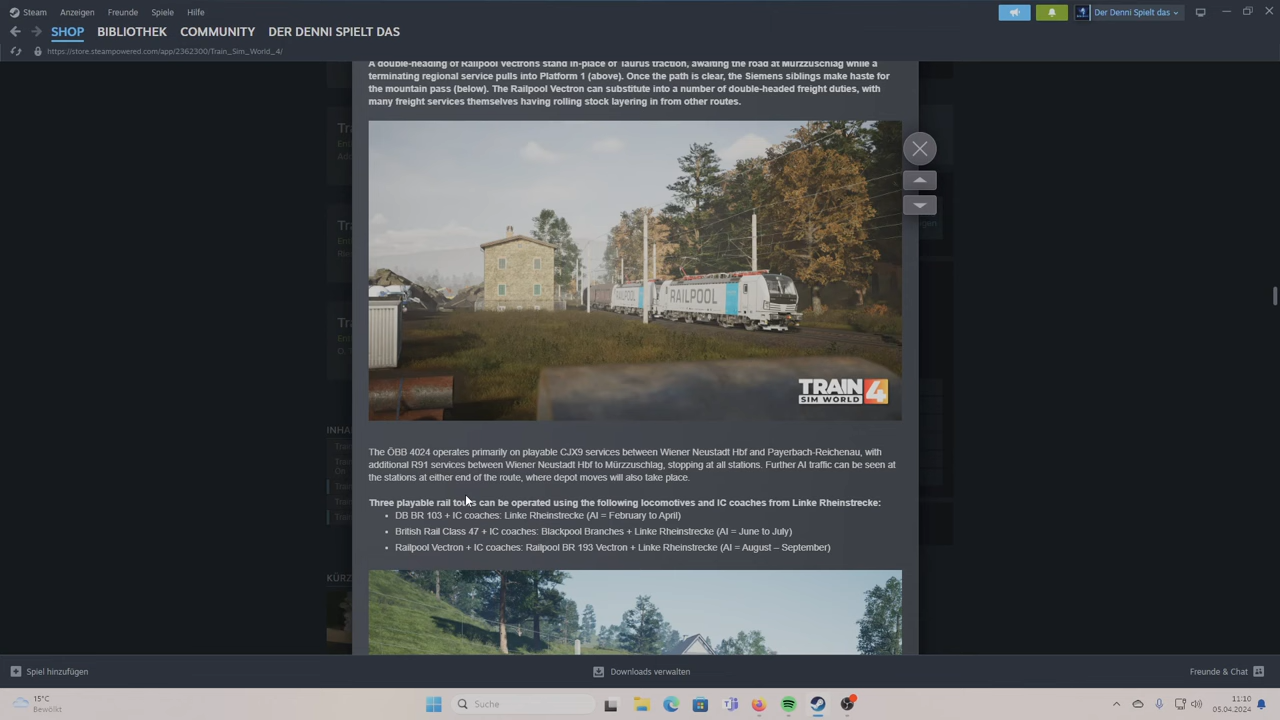 Steam Anzeigen Freunde Spiele Hilfe
Der Denni Spielt das
SHOP BIBLIOTHEK COMMUNITY DER DENNI SPIELT DAS
https://store.steampowered.com/app/2362300/Train_Sim_World_4/
A double-heading of Railpool Vectrons stand in-place of Taurus traction, awaiting the road at Mürzzuschlag while a
terminating regional service pulls into Platform 1 (above). Once the path is clear, the Siemens siblings make haste for
the mountain pass (below). The Railpool Vectron can substitute into a number of double-headed freight duties, with
many freight services themselves having rolling stock layering in from other routes.
RAILPOOL
RAILPOOL
TRAIN
SIM WORLD 4
The ÖBB 4024 operates primarily on playable CJX9 services between Wiener Neustadt Hbf and Payerbach-Reichenau, with
additional R91 services between Wiener Neustadt Hbf to Mürzzuschlag, stopping at all stations. Further AI traffic can be seen at
the stations at either end of the route, where depot moves will also take place.
Three playable rail tours can be operated using the following locomotives and IC coaches from Linke Rheinstrecke:
• DB BR 103 + IC coaches: Linke Rheinstrecke (AI = February to April)
• British Rail Class 47 + IC coaches: Blackpool Branches + Linke Rheinstrecke (AI = June to July)
• Railpool Vectron + IC coaches: Railpool BR 193 Vectron + Linke Rheinstrecke (AI = August – September)
Spiel hinzufügen
Downloads verwalten
Freunde & Chat
15°C
Bewölkt
Suche
11:10
05.04.2024